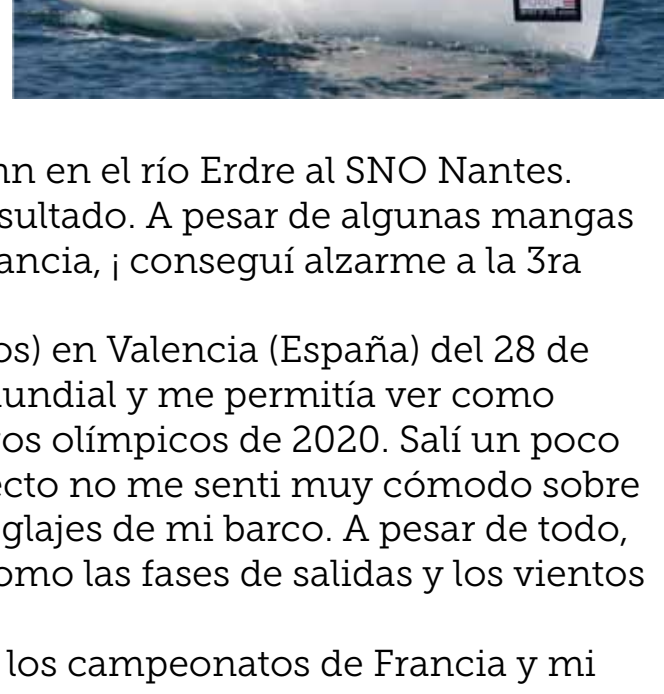 nn en el río Erdre al SNO Nantes.
sultado. A pesar de algunas mangas
ancia, ¡ conseguí alzarme a la 3ra
os) en Valencia (España) del 28 de
undial y me permitía ver como
os olímpicos de 2020. Salí un poco
ecto no me senti muy cómodo sobre
glajes de mi barco. A pesar de todo,
omo las fases de salidas y los vientos
los campeonatos de Francia y mi